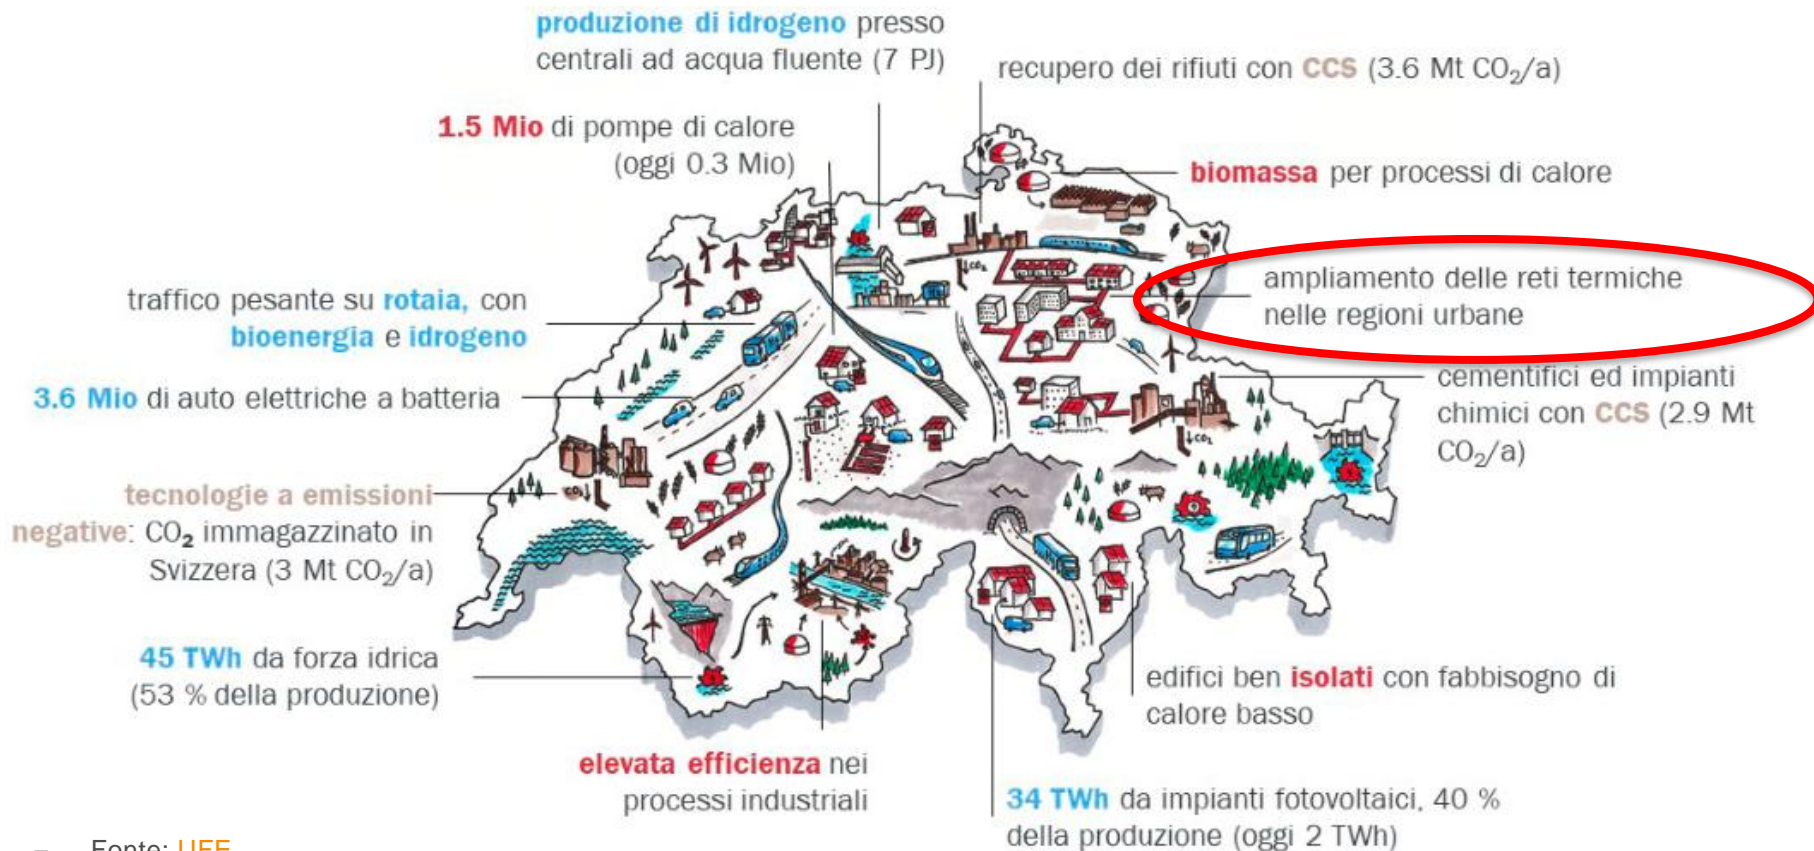 produzione di idrogeno presso
centrali ad acqua fluente (7 PJ)
recupero dei rifiuti con CCS (3.6 Mt CO₂/a)
1.5 Mio di pompe di calore
(oggi 0.3 Mio)
biomassa per processi di calore
ampliamento delle reti termiche
nelle regioni urbane
traffico pesante su rotaia, con
bioenergia e idrogeno
3.6 Mio di auto elettriche a batteria
cementifici ed impianti
chimici con CCS (2.9 Mt
CO₂/a)
tecnologie a emissioni
negative: CO₂ immagazzinato in
Svizzera (3 Mt CO₂/a)
45 TWh da forza idrica
(53 % della produzione)
edifici ben isolati con fabbisogno di
calore basso
elevata efficienza nei
processi industriali
34 TWh da impianti fotovoltaici, 40 %
della produzione (oggi 2 TWh)
CO₂
CO₂
CO₂
– Fonte: UFE